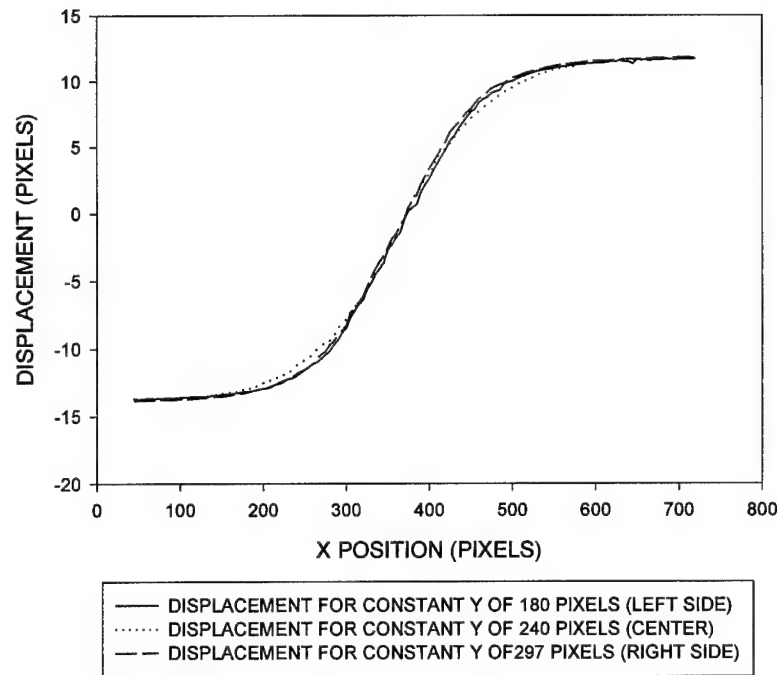 15
10
5
0
-5
-10
-15
-20
DISPLACEMENT (PIXELS)
0 100 200 300 400 500 600 700 800
X POSITION (PIXELS)
DISPLACEMENT FOR CONSTANT Y OF 180 PIXELS (LEFT SIDE)
DISPLACEMENT FOR CONSTANT Y OF 240 PIXELS (CENTER)
DISPLACEMENT FOR CONSTANT Y OF297 PIXELS (RIGHT SIDE)